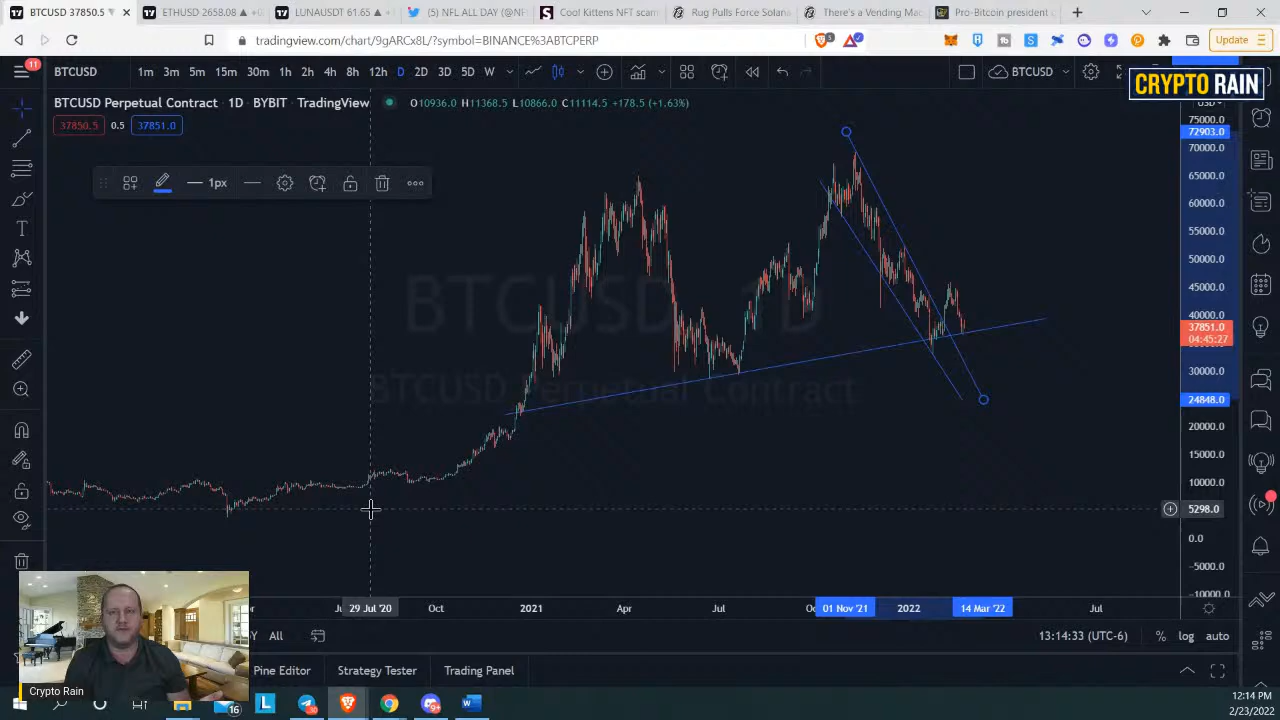 BTCUSD 37850.5
ETHUSD 2658.08
LUNAUSDT 61.65
(5) NFL ALL DAY (@NF
Cool Kittens NFT scam
Rug Pulls Force Solana
There's a Vending Mac
Pro-Bitcoin president
tradingview.com/chart/9gARCx8L/?symbol=BINANCE%3ABTCPERP
5
Update
11
BTCUSD
1m 3m 5m 15m 30m 1h 2h 4h 8h 12h D 2D 3D 5D W
BTCUSD
CRYPTO RAIN
BTCUSD Perpetual Contract · 1D · BYBIT · TradingView
O10936.0 H11368.5 L10866.0 C11114.5 +178.5 (+1.63%)
USD
37850.5 0.5 37851.0
1px
75000.0
72903.0
70000.0
65000.0
60000.0
55000.0
50000.0
45000.0
40000.0
37851.0
04:45:27
30000.0
24848.0
20000.0
15000.0
10000.0
5298.0
0.0
-5000.0
-10000.0
BTCUSD, 1D
BTCUSD Perpetual Contract
29 Jul '20
Oct
2021
Apr
Jul
01 Nov '21
2022
14 Mar '22
Jul
Y All
13:14:33 (UTC-6)
% log auto
Pine Editor
Strategy Tester
Trading Panel
Crypto Rain
16
30
12:14 PM
2/23/2022